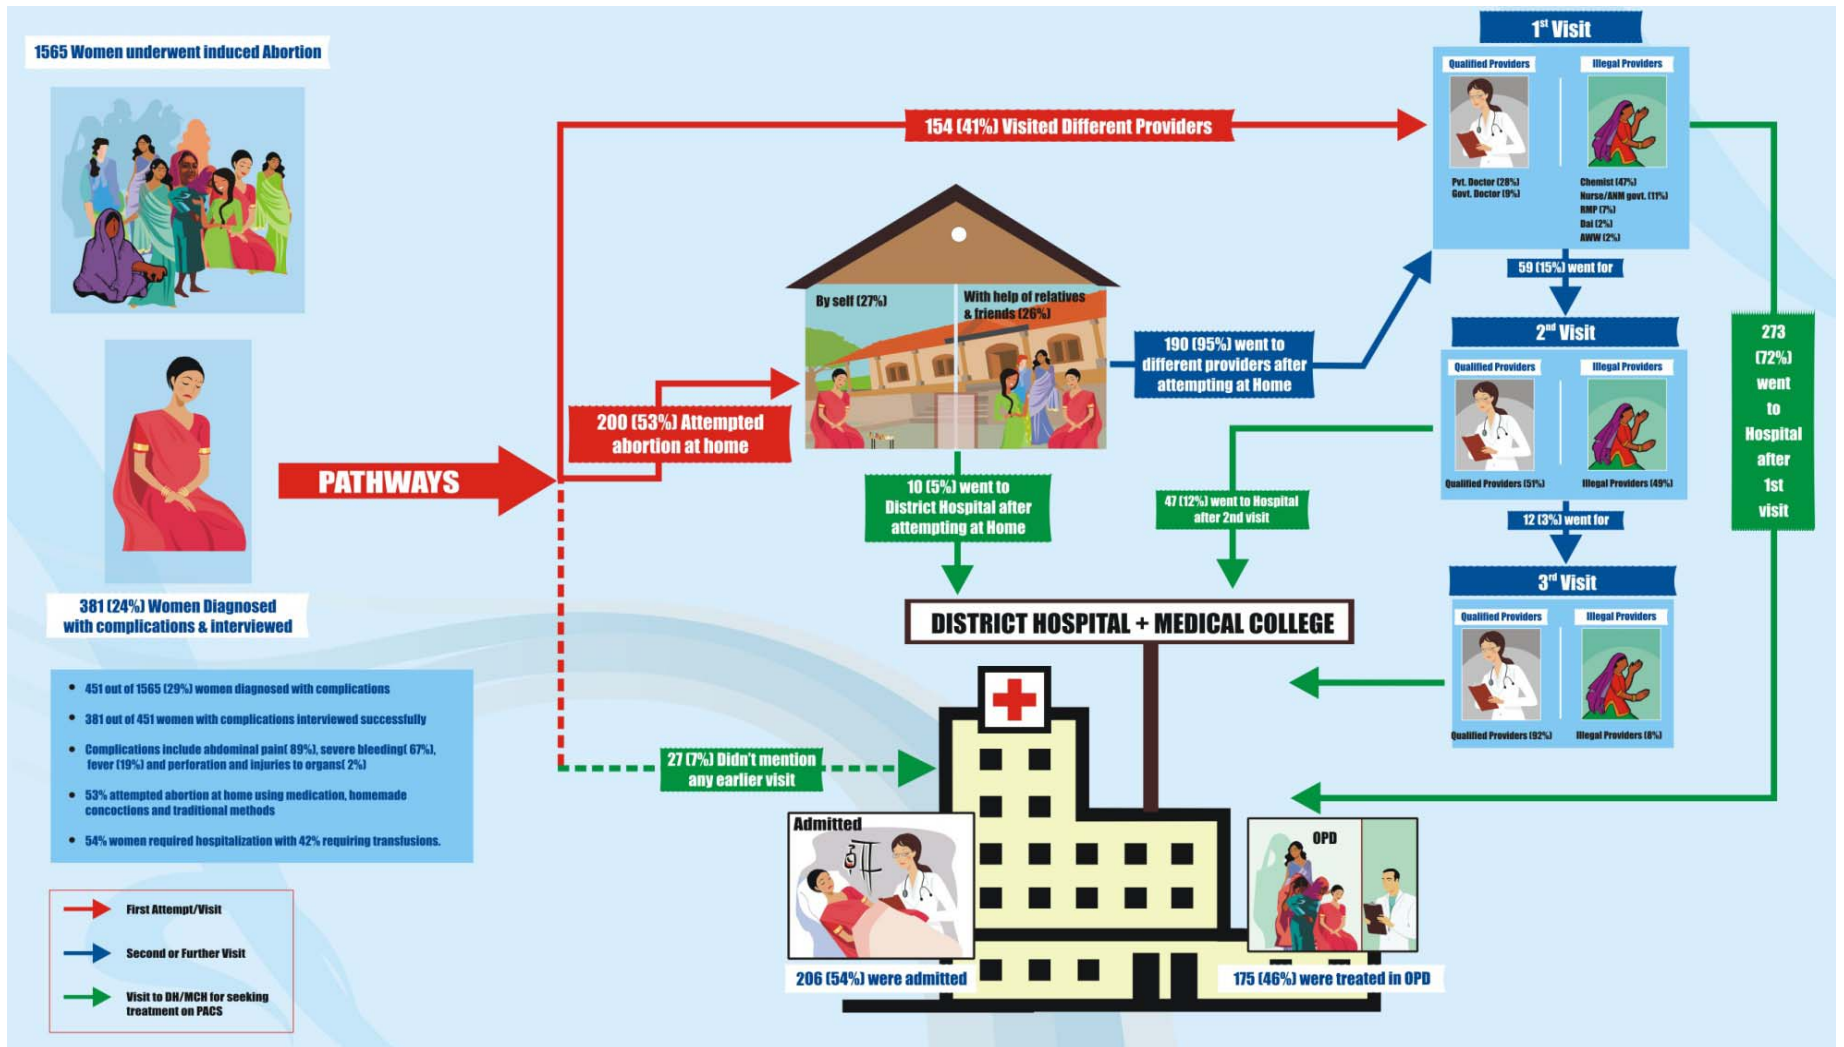 1565 Women underwent induced Abortion
381 (24%) Women Diagnosed
with complications & interviewed
• 451 out of 1565 (29%) women diagnosed with complications
• 381 out of 451 women with complications interviewed successfully
• Complications include abdominal pain( 89%), severe bleeding( 67%),
fever (19%) and perforation and injuries to organs( 2%)
• 53% attempted abortion at home using medication, homemade
concoctions and traditional methods
• 54% women required hospitalization with 42% requiring transfusions.
First Attempt/Visit
Second or Further Visit
Visit to DH/MCH for seeking
treatment on PACS
PATHWAYS
154 (41%) Visited Different Providers
200 (53%) Attempted
abortion at home
By self (27%)
With help of relatives
& friends (26%)
190 (95%) went to
different providers after
attempting at Home
10 (5%) went to
District Hospital after
attempting at Home
47 (12%) went to Hospital
after 2nd visit
27 (7%) Didn't mention
any earlier visit
1st Visit
Qualified Providers
Illegal Providers
Pvt. Doctor (28%)
Govt. Doctor (9%)
Chemist (47%)
Nurse/ANM govt. (11%)
RMP (7%)
Dai (2%)
AWW (2%)
59 (15%) went for
2nd Visit
Qualified Providers
Illegal Providers
Qualified Providers (51%)
Illegal Providers (49%)
12 (3%) went for
3rd Visit
Qualified Providers
Illegal Providers
Qualified Providers (92%)
Illegal Providers (8%)
273
(72%)
went
to
Hospital
after
1st
visit
DISTRICT HOSPITAL + MEDICAL COLLEGE
Admitted
206 (54%) were admitted
OPD
175 (46%) were treated in OPD